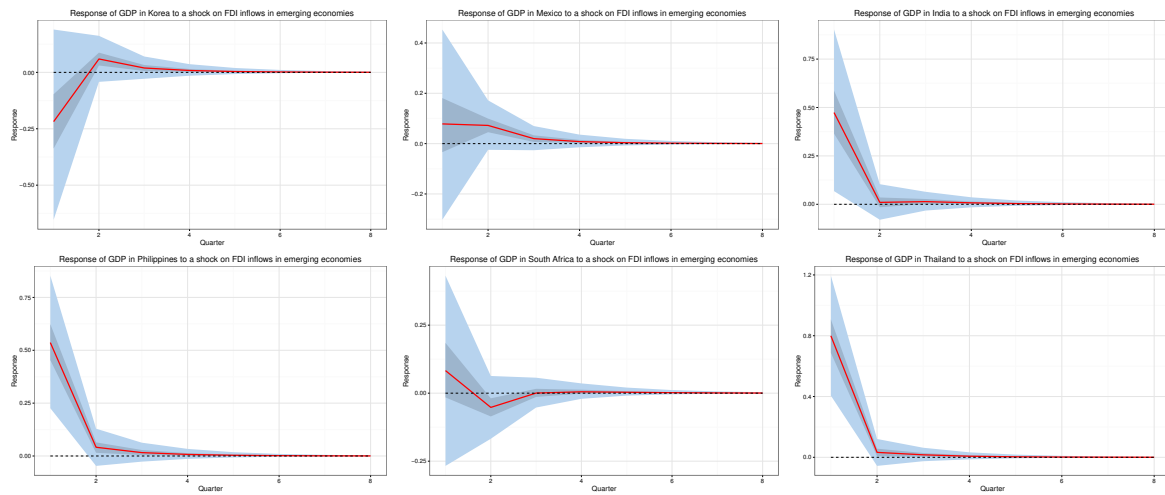 Response of GDP in Korea to a shock on FDI inflows in emerging economies
Response
0.00
−0.25
−0.50
2
4
6
8
Quarter
Response of GDP in Mexico to a shock on FDI inflows in emerging economies
Response
0.4
0.2
0.0
−0.2
2
4
6
8
Quarter
Response of GDP in India to a shock on FDI inflows in emerging economies
Response
0.75
0.50
0.25
0.00
2
4
6
8
Quarter
Response of GDP in Philippines to a shock on FDI inflows in emerging economies
Response
0.75
0.50
0.25
0.00
2
4
6
8
Quarter
Response of GDP in South Africa to a shock on FDI inflows in emerging economies
Response
0.25
0.00
−0.25
2
4
6
8
Quarter
Response of GDP in Thailand to a shock on FDI inflows in emerging economies
Response
1.2
0.8
0.4
0.0
2
4
6
8
Quarter